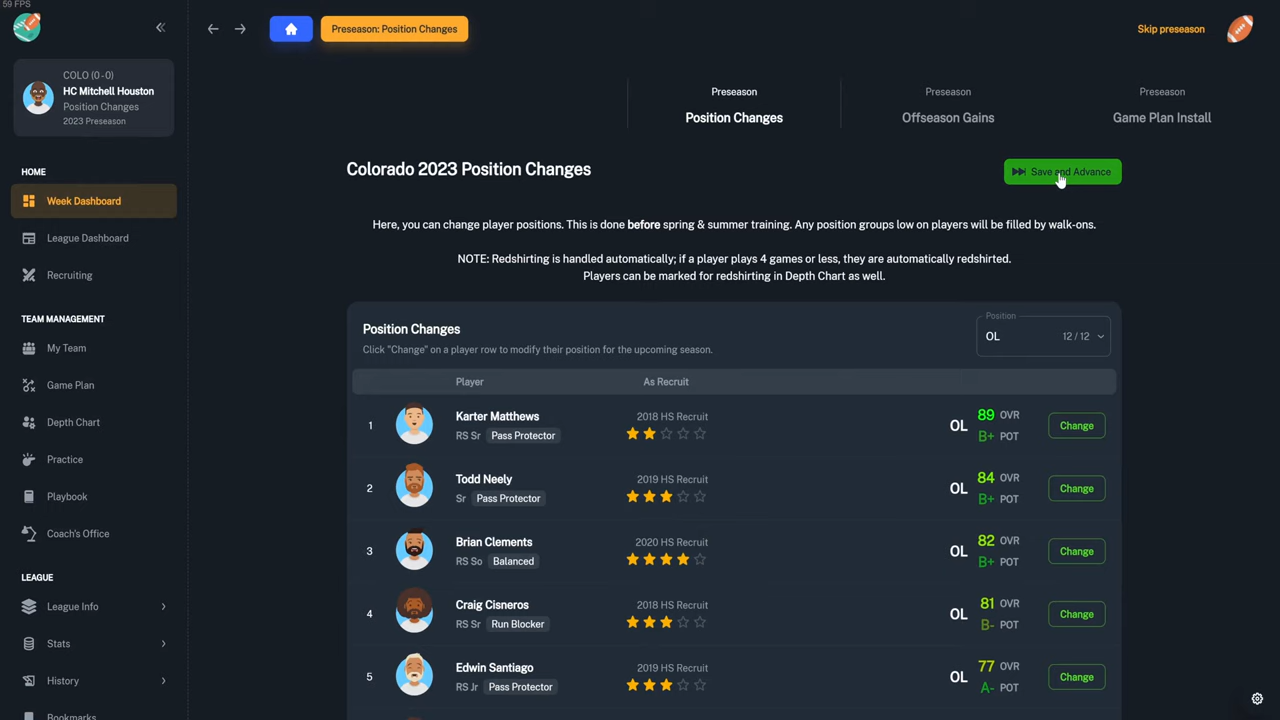 59 FPS
COLO (0-0)
HC Mitchell Houston
Position Changes
2023 Preseason
HOME
Week Dashboard
League Dashboard
Recruiting
TEAM MANAGEMENT
My Team
Game Plan
Depth Chart
Practice
Playbook
Coach's Office
LEAGUE
League Info
Stats
History
Bookmarks
Preseason: Position Changes
Skip preseason
Preseason
Position Changes
Preseason
Offseason Gains
Preseason
Game Plan Install
Colorado 2023 Position Changes
Save and Advance
Here, you can change player positions. This is done before spring & summer training. Any position groups low on players will be filled by walk-ons.
NOTE: Redshirting is handled automatically; if a player plays 4 games or less, they are automatically redshirted.
Players can be marked for redshirting in Depth Chart as well.
Position Changes
Click "Change" on a player row to modify their position for the upcoming season.
Position
OL 12 / 12
Player As Recruit
1 Karter Matthews 2018 HS Recruit OL 89 OVR Change
RS Sr Pass Protector B+ POT
2 Todd Neely 2019 HS Recruit OL 84 OVR Change
Sr Pass Protector B+ POT
3 Brian Clements 2020 HS Recruit OL 82 OVR Change
RS So Balanced B+ POT
4 Craig Cisneros 2018 HS Recruit OL 81 OVR Change
RS Sr Run Blocker B- POT
5 Edwin Santiago 2019 HS Recruit OL 77 OVR Change
RS Jr Pass Protector A- POT